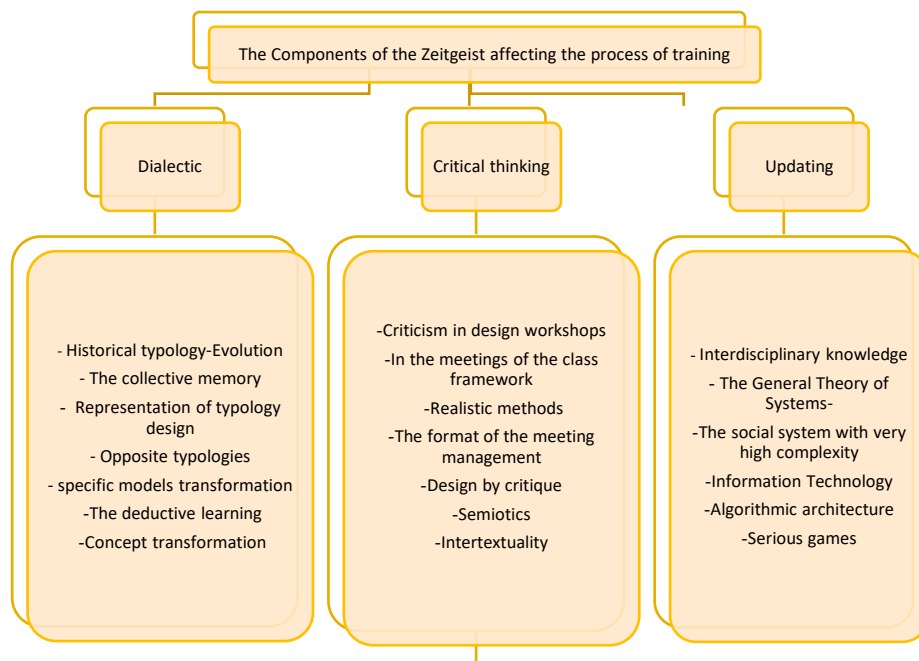 The Components of the Zeitgeist affecting the process of training
Dialectic
Critical thinking
Updating
- Historical typology-Evolution
- The collective memory
- Representation of typology
design
- Opposite typologies
- specific models transformation
-The deductive learning
-Concept transformation
-Criticism in design workshops
-In the meetings of the class
framework
-Realistic methods
-The format of the meeting
management
-Design by critique
-Semiotics
-Intertextuality
- Interdisciplinary knowledge
- The General Theory of
Systems-
-The social system with very
high complexity
-Information Technology
-Algorithmic architecture
-Serious games